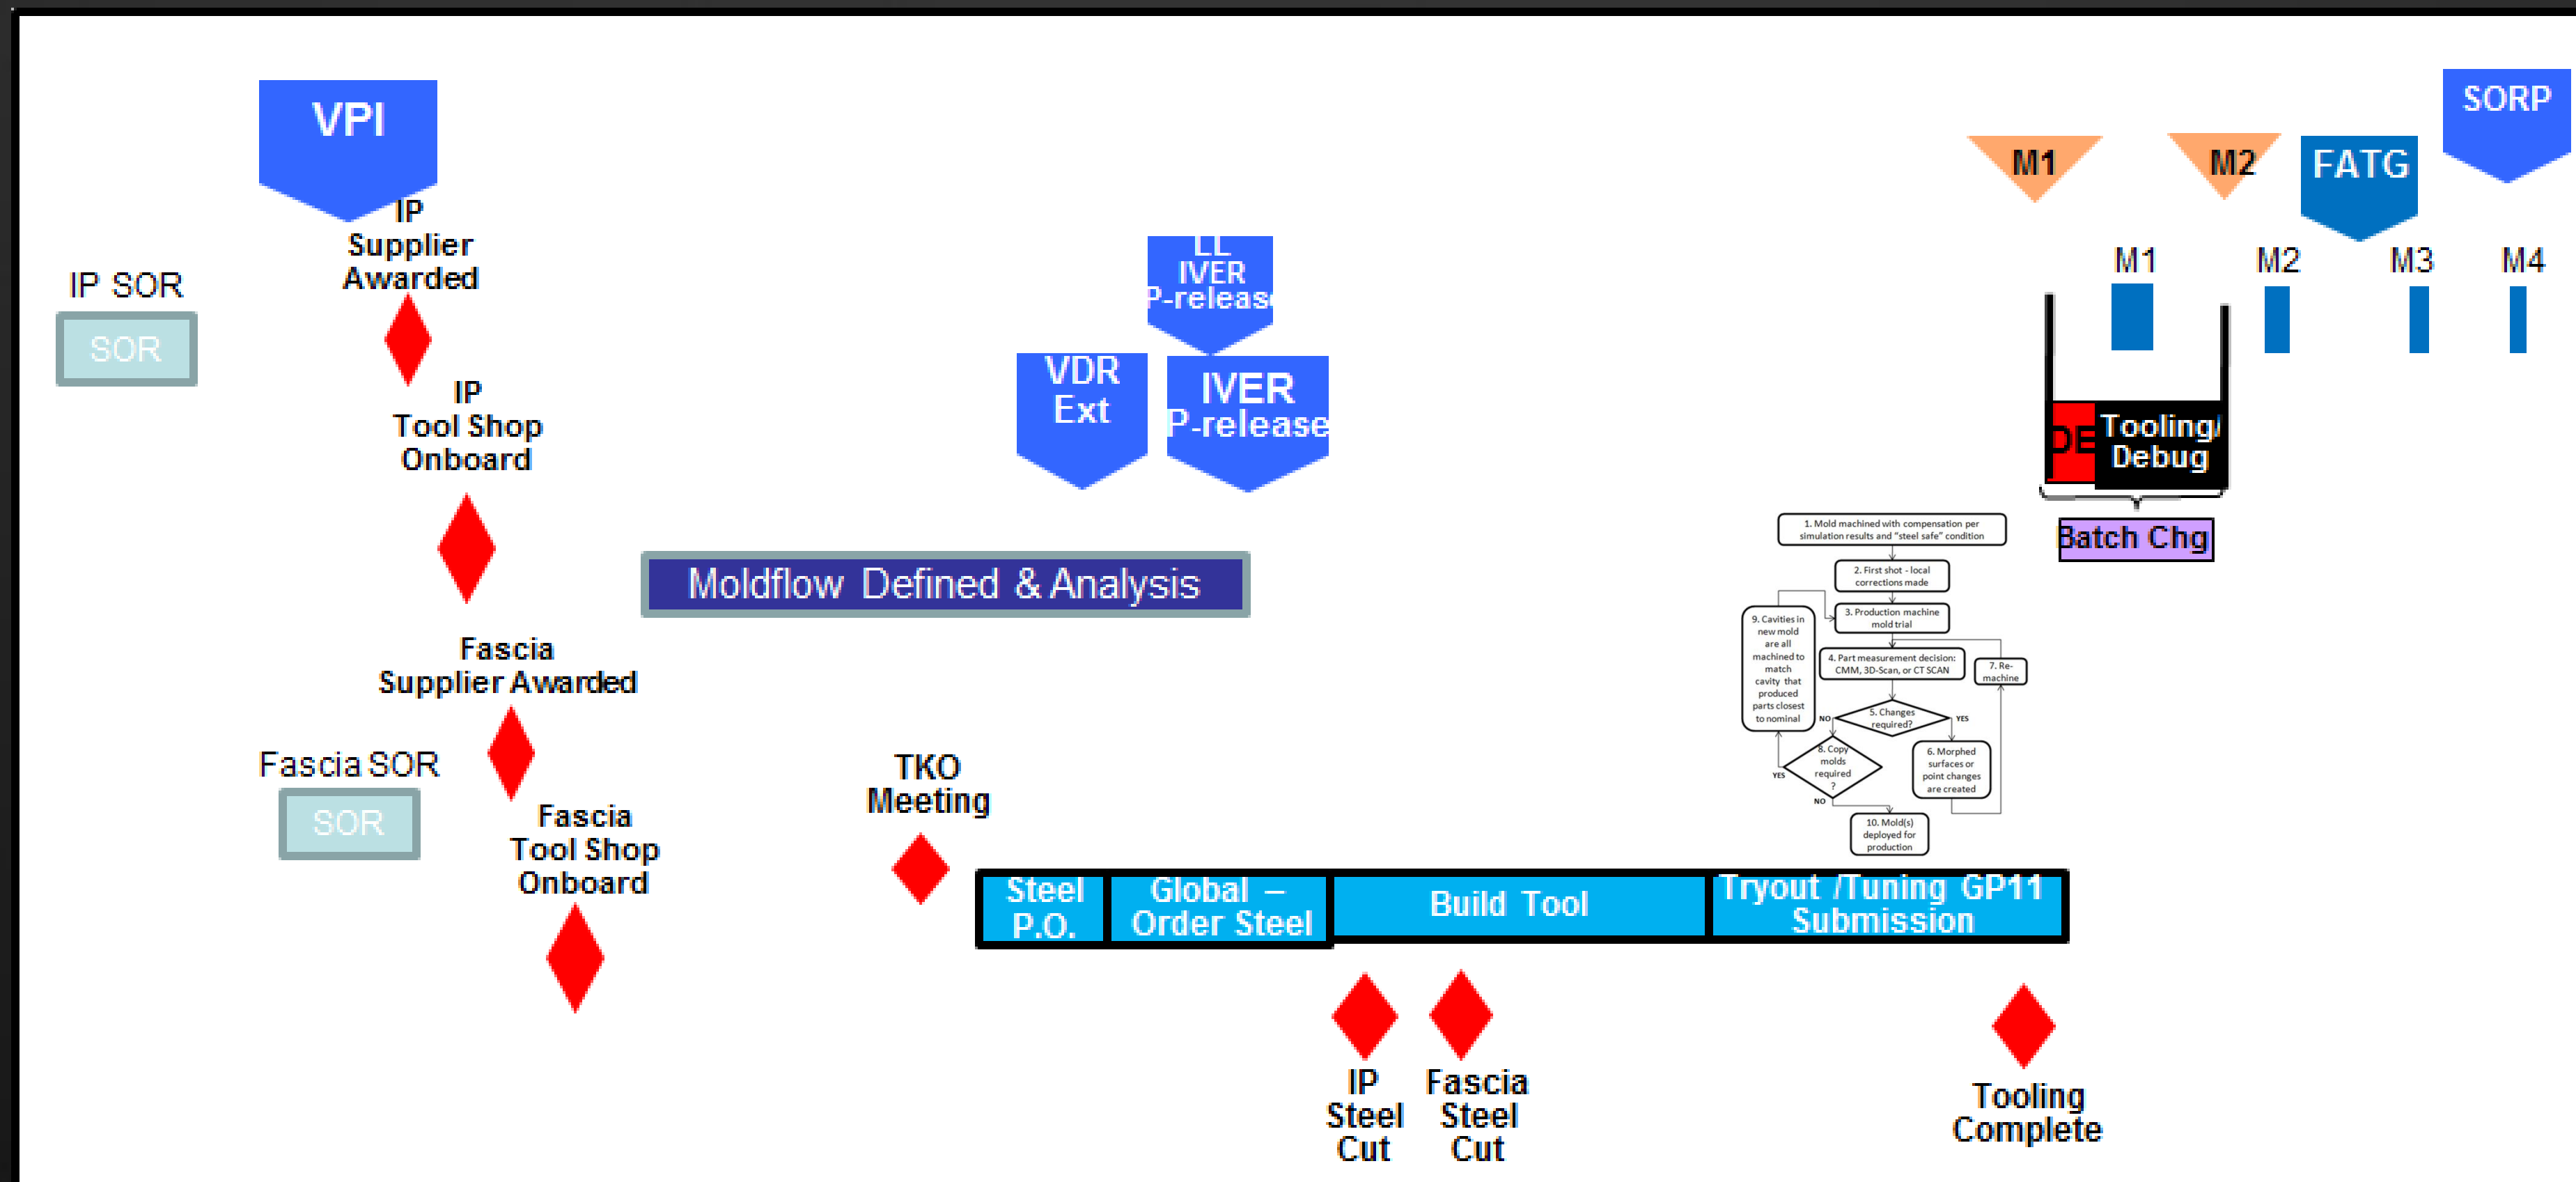 VPI
SORP
M1
M2
FATG
IP
Supplier
Awarded
IP SOR
SOR
LL
IVER
P-release
M1
M2
M3
M4
VDR
Ext
IVER
P-release
IP
Tool Shop
Onboard
DE
Tooling/
Debug
Batch Chg
Moldflow Defined & Analysis
1. Mold machined with compensation per
simulation results and "steel safe" condition
2. First shot - local
corrections made
3. Production machine
mold trial
4. Part measurement decision:
CMM, 3D-Scan, or CT SCAN
5. Changes
required?
NO
YES
6. Morphed
surfaces or
point changes
are created
7. Re-
machine
8. Copy
molds
required
?
YES
NO
9. Cavities in
new mold
are all
machined to
match
cavity that
produced
parts closest
to nominal
10. Mold(s)
deployed for
production
Fascia
Supplier Awarded
Fascia SOR
SOR
Fascia
Tool Shop
Onboard
TKO
Meeting
Steel
P.O.
Global –
Order Steel
Build Tool
Tryout /Tuning GP11
Submission
IP
Steel
Cut
Fascia
Steel
Cut
Tooling
Complete